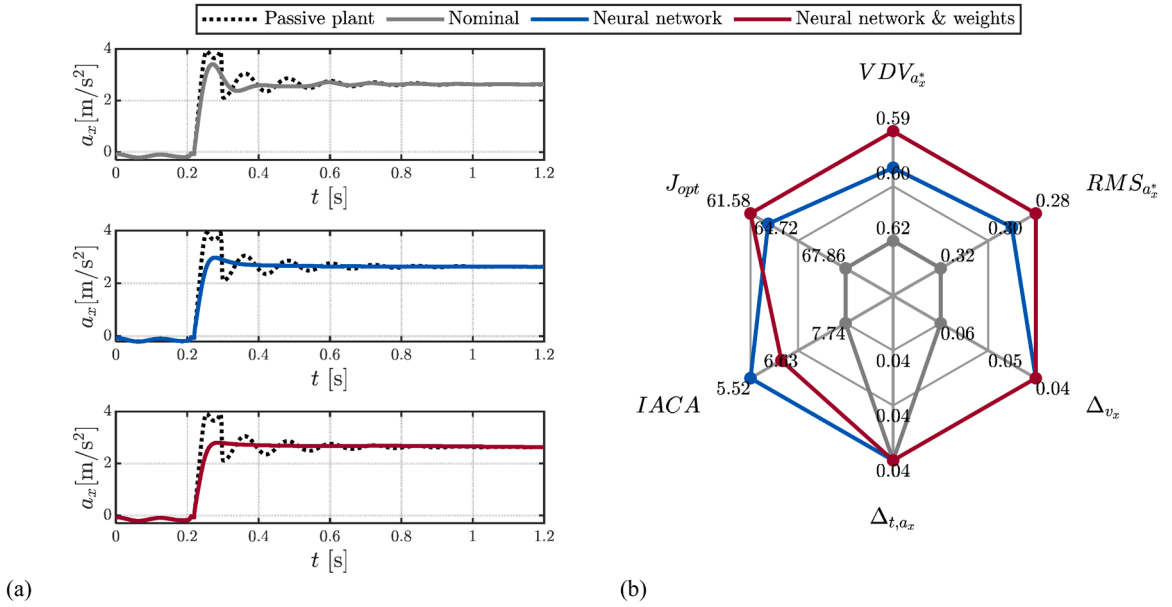 Passive plant Nominal Neural network Neural network & weights
4
2
0
a_x[m/s²]
0 0.2 0.4 0.6 0.8 1 1.2
t [s]
4
2
0
a_x[m/s²]
0 0.2 0.4 0.6 0.8 1 1.2
t [s]
4
2
0
a_x[m/s²]
0 0.2 0.4 0.6 0.8 1 1.2
t [s]
(a)
VDV_{a_x^*}
0.59
0.60
0.62
RMS_{a_x^*}
0.28
0.30
0.32
J_{opt}
61.58
64.72
67.86
7.74
6.63
5.52
IACA
0.06
0.05
0.04
Δ_{v_x}
0.04
0.04
0.04
Δ_{t,a_x}
(b)